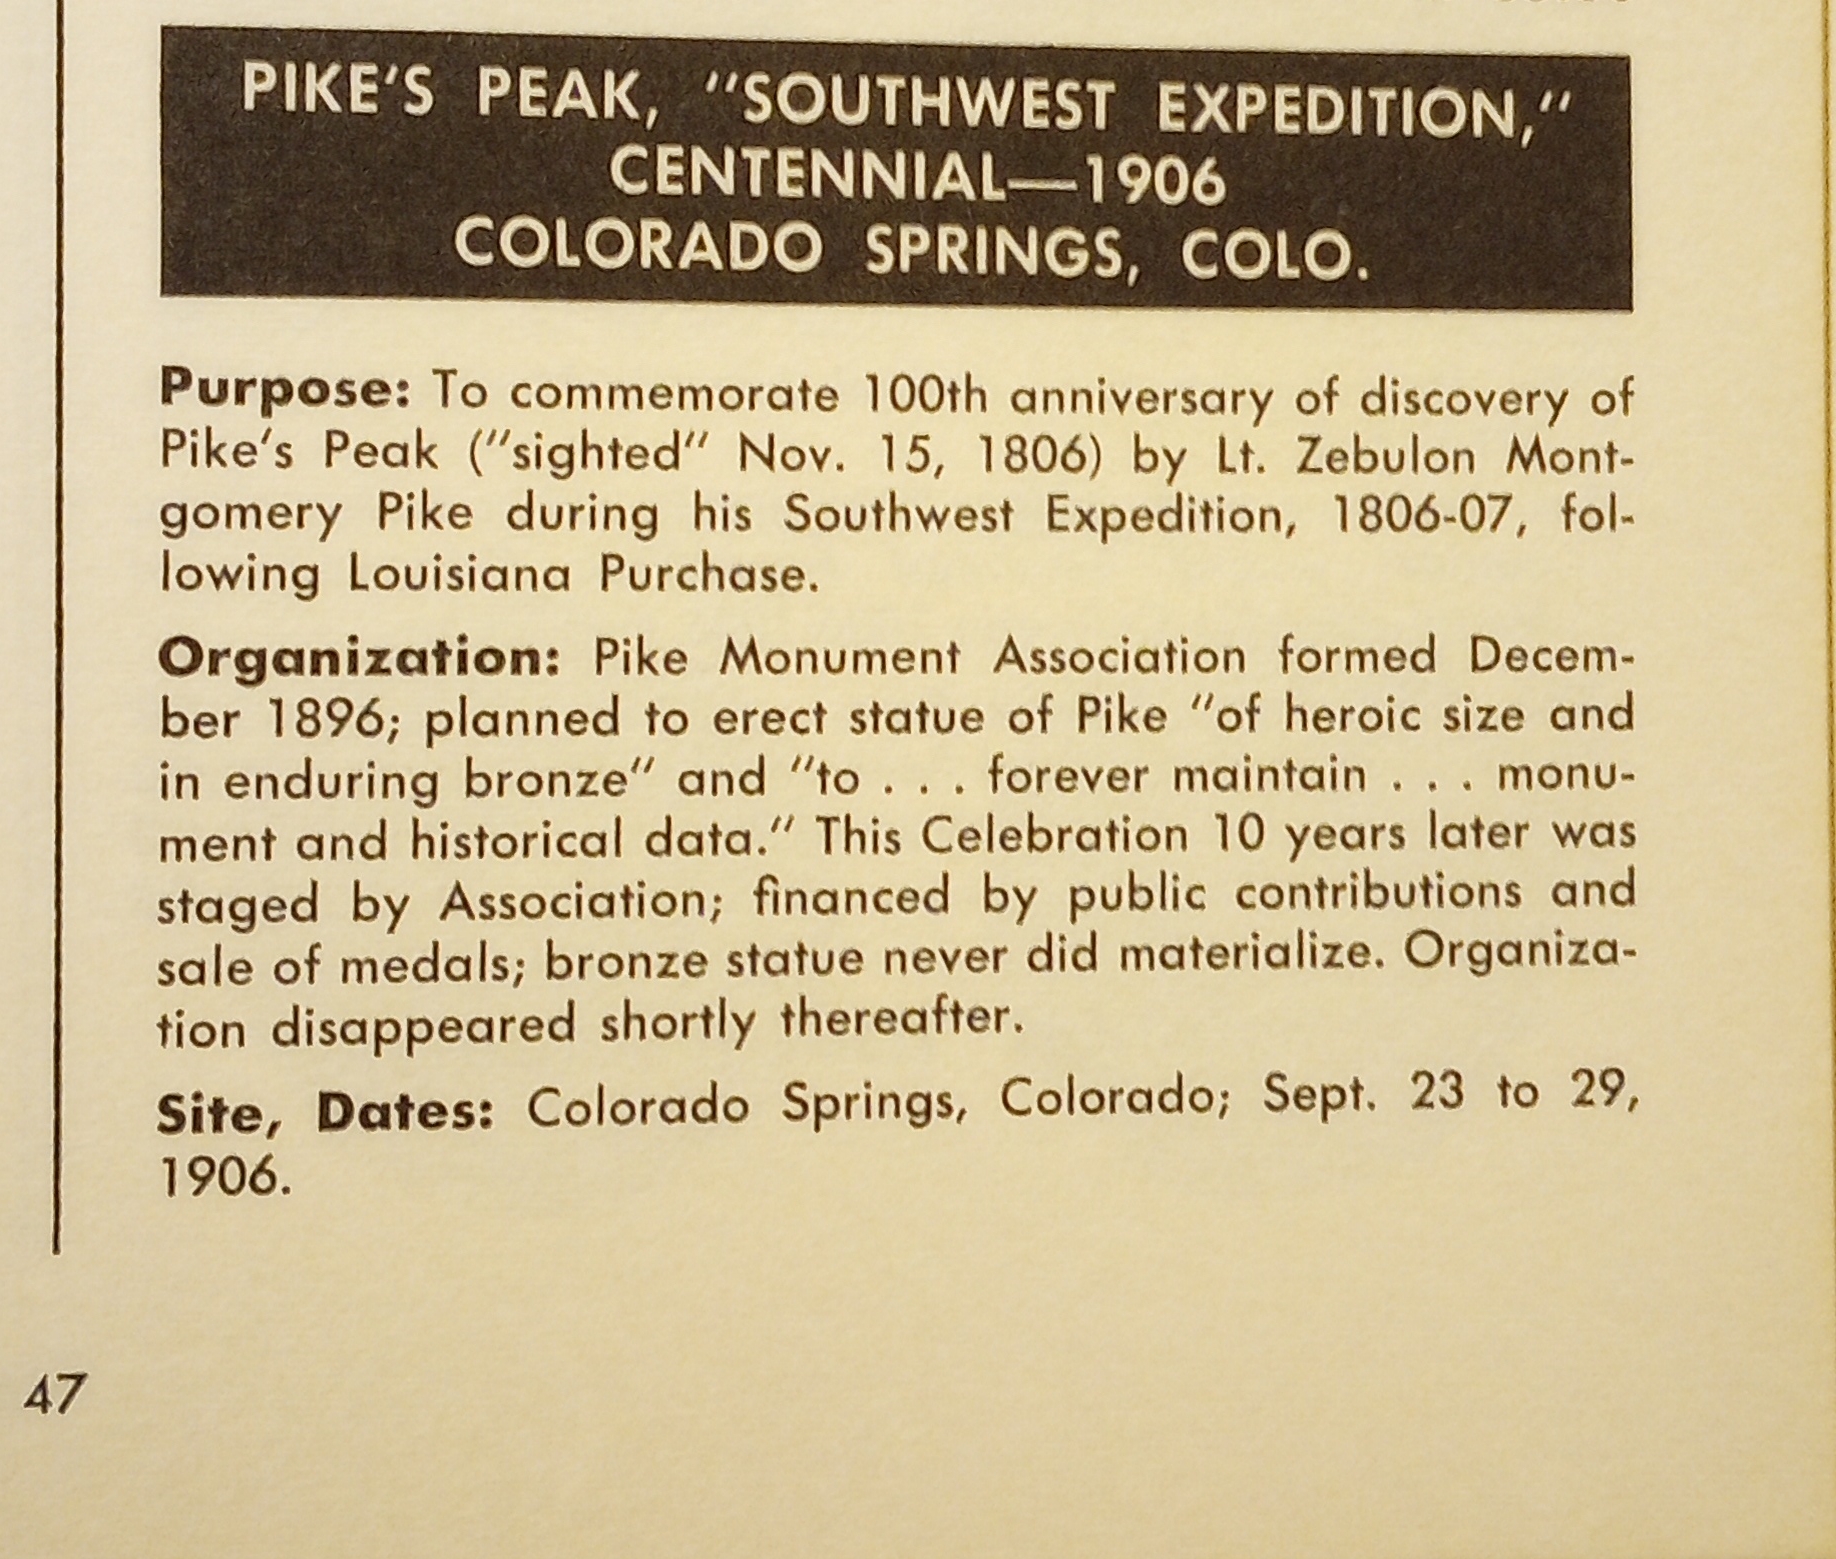 PIKE'S PEAK, "SOUTHWEST EXPEDITION,"
CENTENNIAL—1906
COLORADO SPRINGS, COLO.
Purpose: To commemorate 100th anniversary of discovery of
Pike's Peak ("sighted" Nov. 15, 1806) by Lt. Zebulon Mont-
gomery Pike during his Southwest Expedition, 1806-07, fol-
lowing Louisiana Purchase.
Organization: Pike Monument Association formed Decem-
ber 1896; planned to erect statue of Pike "of heroic size and
in enduring bronze" and "to . . . forever maintain . . . monu-
ment and historical data." This Celebration 10 years later was
staged by Association; financed by public contributions and
sale of medals; bronze statue never did materialize. Organiza-
tion disappeared shortly thereafter.
Site, Dates: Colorado Springs, Colorado; Sept. 23 to 29,
1906.
47